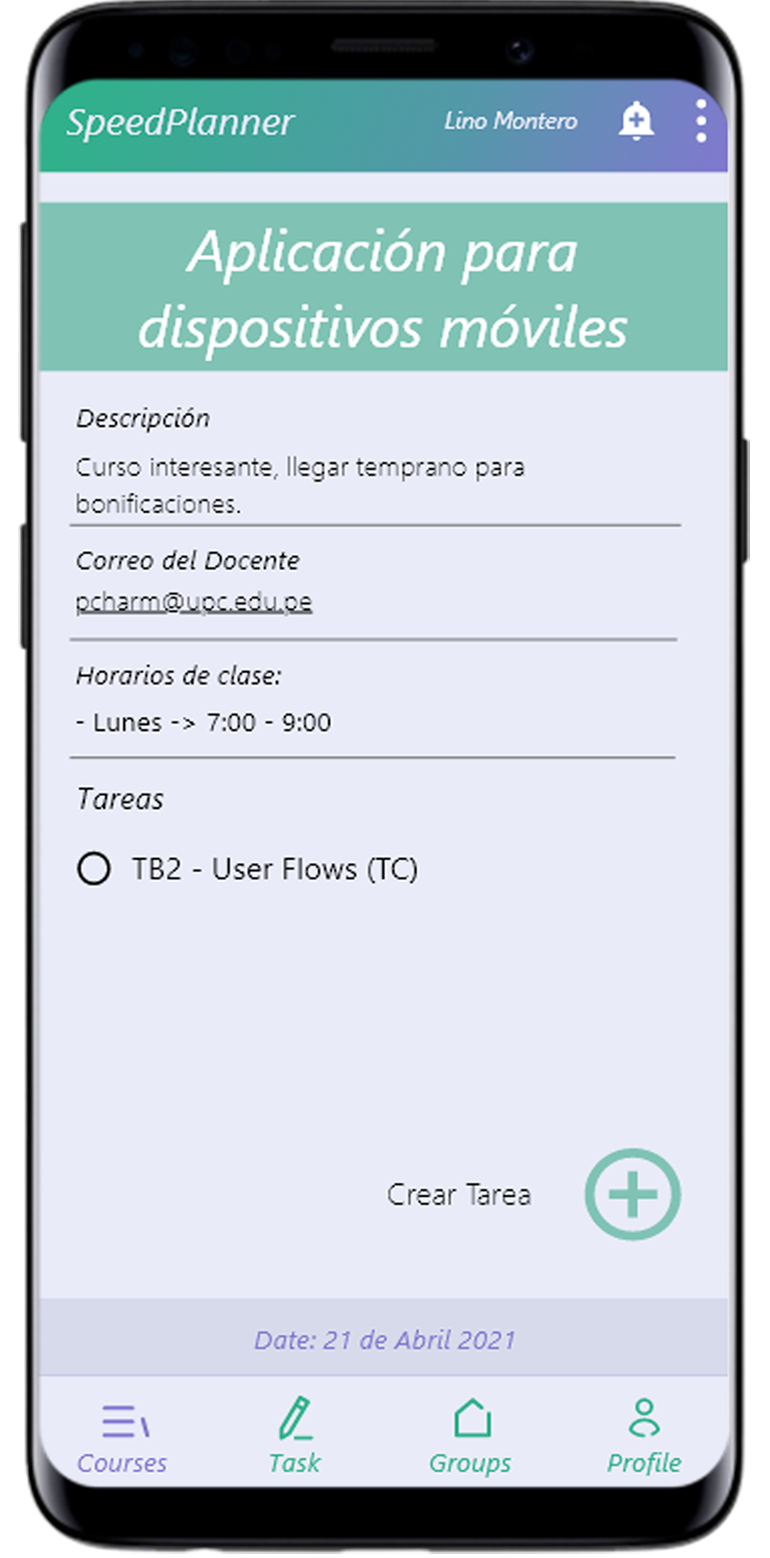 SpeedPlanner
Lino Montero
Aplicación para
dispositivos móviles
Descripción
Curso interesante, llegar temprano para
bonificaciones.
Correo del Docente
pcharm@upc.edu.pe
Horarios de clase:
- Lunes -> 7:00 - 9:00
Tareas
TB2 - User Flows (TC)
Crear Tarea
Date: 21 de Abril 2021
Courses
Task
Groups
Profile